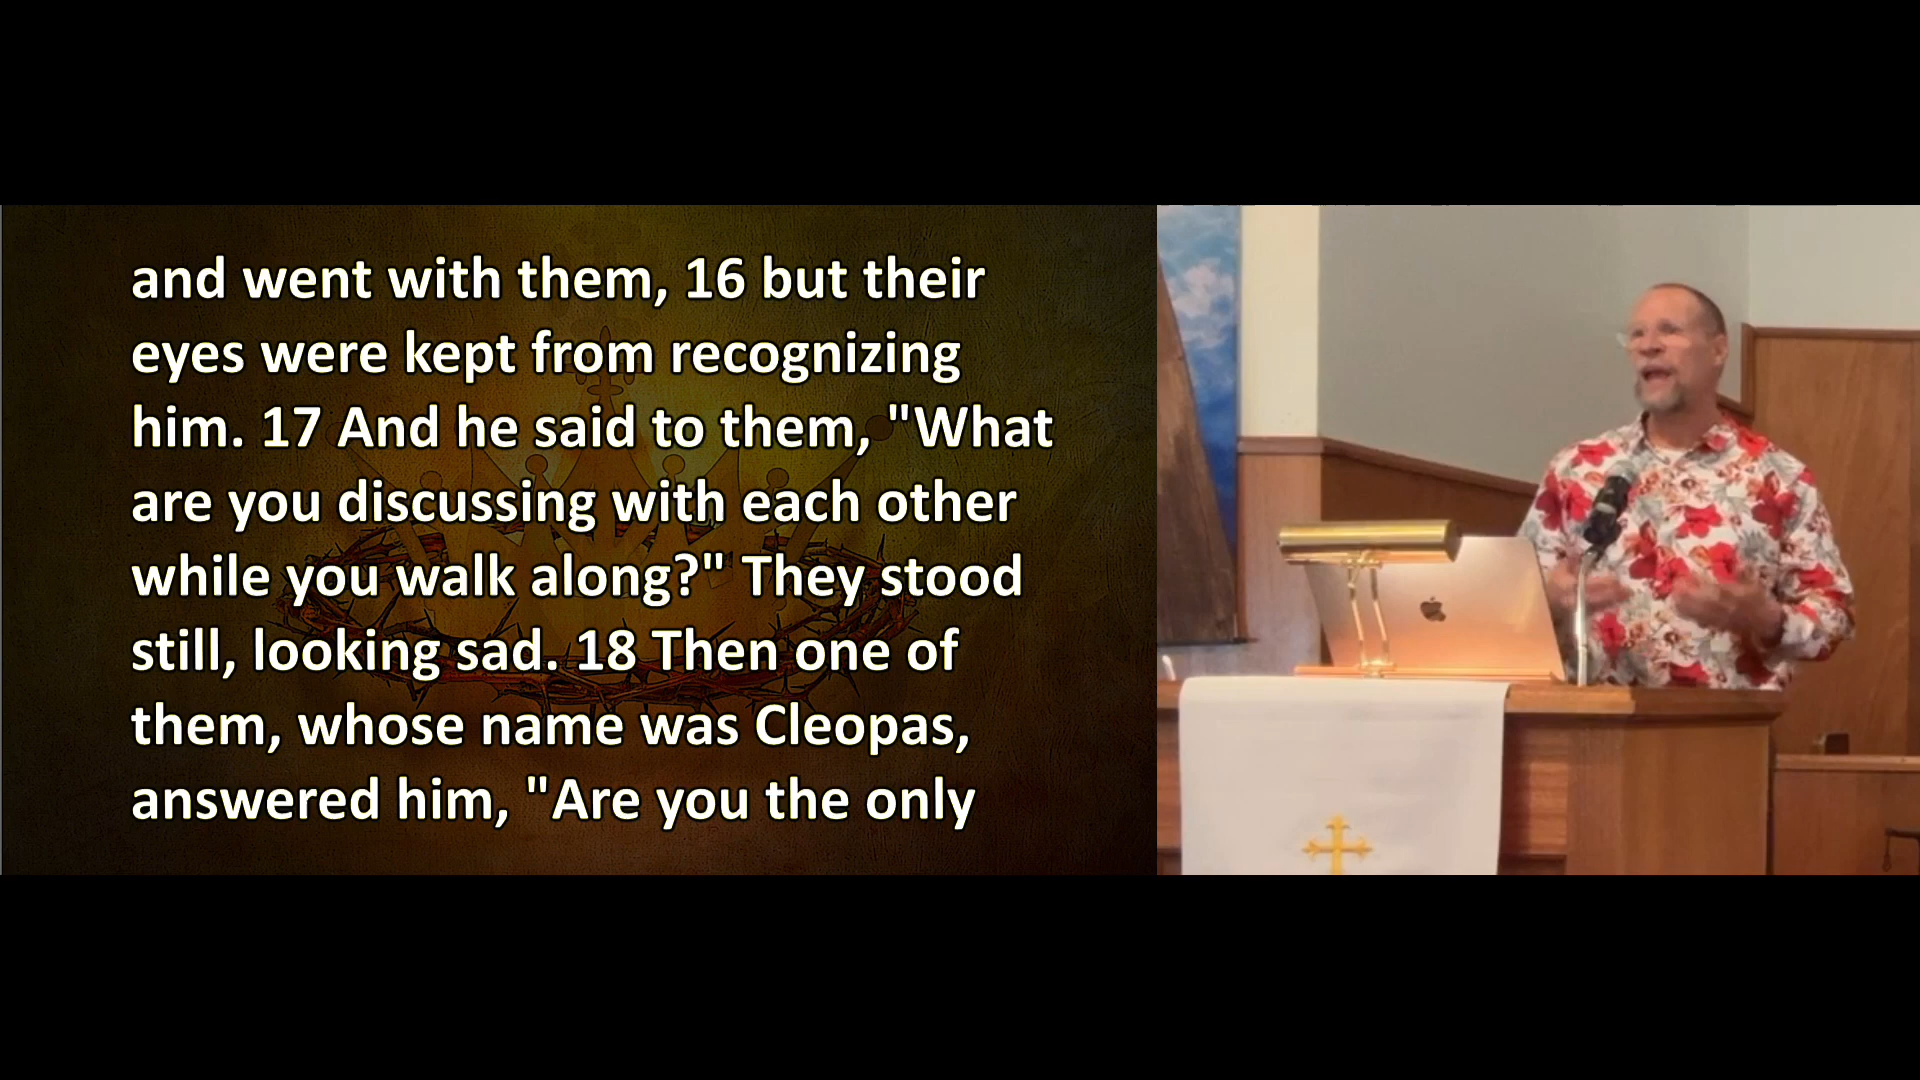 and went with them, 16 but their
eyes were kept from recognizing
him. 17 And he said to them, "What
are you discussing with each other
while you walk along?" They stood
still, looking sad. 18 Then one of
them, whose name was Cleopas,
answered him, "Are you the only